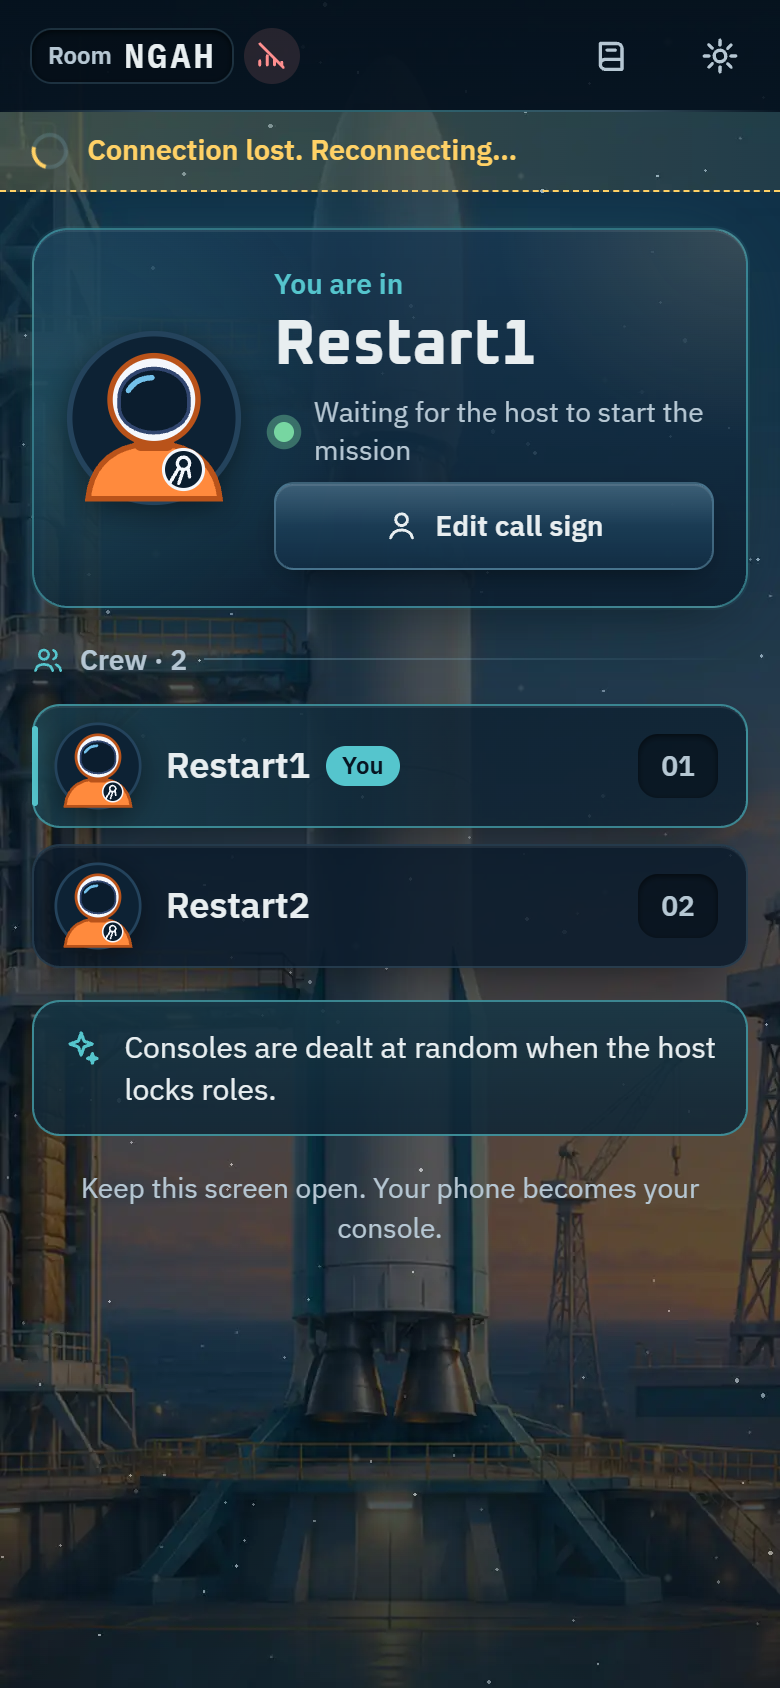 Room NGAH
Connection lost. Reconnecting...
You are in
Restart1
Waiting for the host to start the
mission
Edit call sign
Crew · 2
Restart1 You 01
Restart2 02
Consoles are dealt at random when the host
locks roles.
Keep this screen open. Your phone becomes your
console.